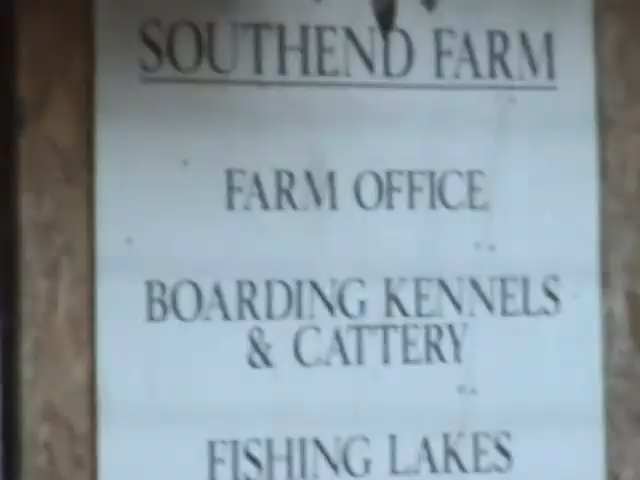 SOUTHEND FARM
FARM OFFICE
BOARDING KENNELS
& CATTERY
FISHING LAKES